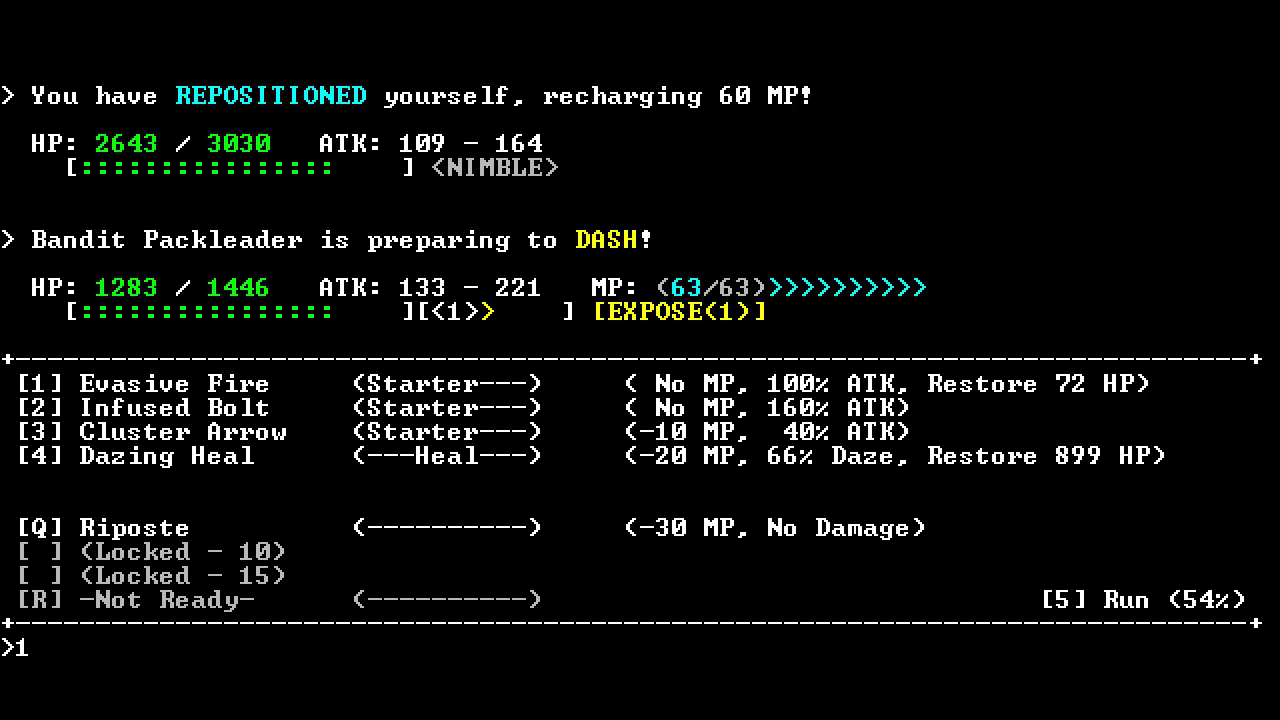 > You have REPOSITIONED yourself, recharging 60 MP!
HP: 2643 / 3030   ATK: 109 - 164
[::::::::::::::::    ] <NIMBLE>
> Bandit Packleader is preparing to DASH!
HP: 1283 / 1446   ATK: 133 - 221   MP: (63/63)>>>>>>>>>>
[::::::::::::::::    ][<1>>    ] [EXPOSE(1)]
+------------------------------------------------------------------------------+
[1] Evasive Fire     (Starter---)     ( No MP, 100% ATK, Restore 72 HP)
[2] Infused Bolt     (Starter---)     ( No MP, 160% ATK)
[3] Cluster Arrow    (Starter---)     (-10 MP,  40% ATK)
[4] Dazing Heal      (---Heal---)     (-20 MP, 66% Daze, Restore 899 HP)
[Q] Riposte          (----------)     (-30 MP, No Damage)
[ ] (Locked - 10)
[ ] (Locked - 15)
[R] -Not Ready-      (----------)     [5] Run (54%)
+------------------------------------------------------------------------------+
>1